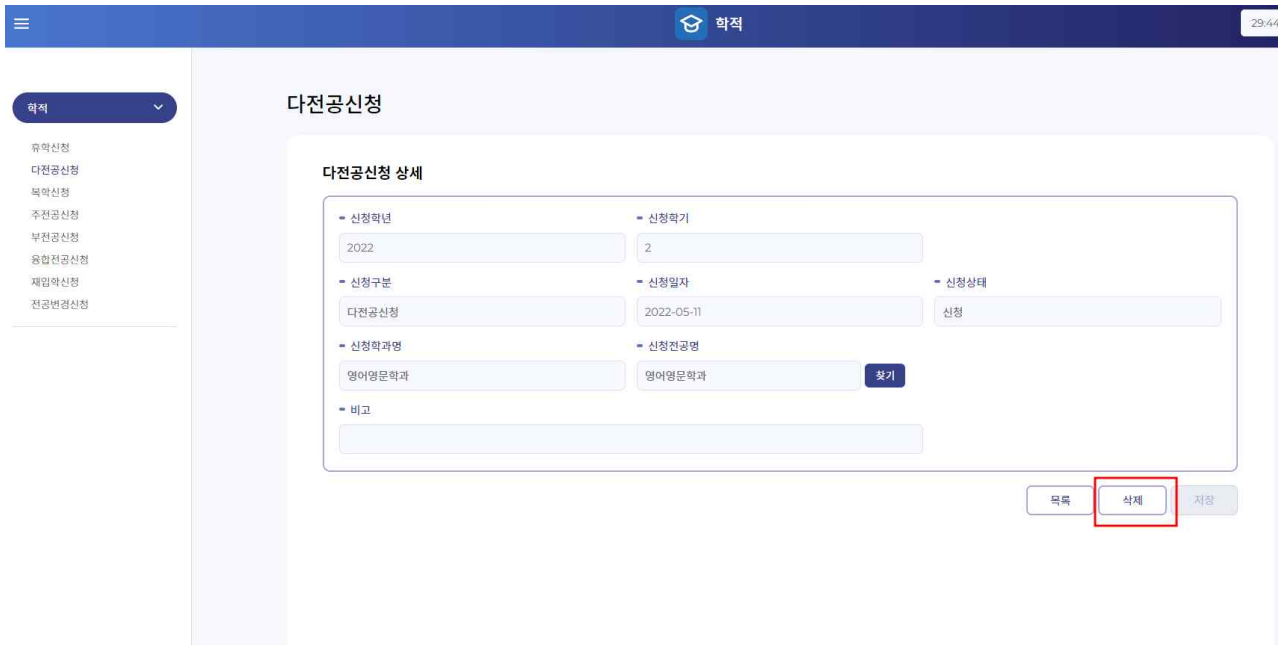 학적
29:44
학적
휴학신청
다전공신청
복학신청
주전공신청
부전공신청
융합전공신청
재입학신청
전공변경신청
다전공신청
다전공신청 상세
신청학년
신청학기
2022
2
신청구분
신청일자
신청상태
다전공신청
2022-05-11
신청
신청학과명
신청전공명
영어영문학과
영어영문학과
찾기
비고
목록
삭제
저장